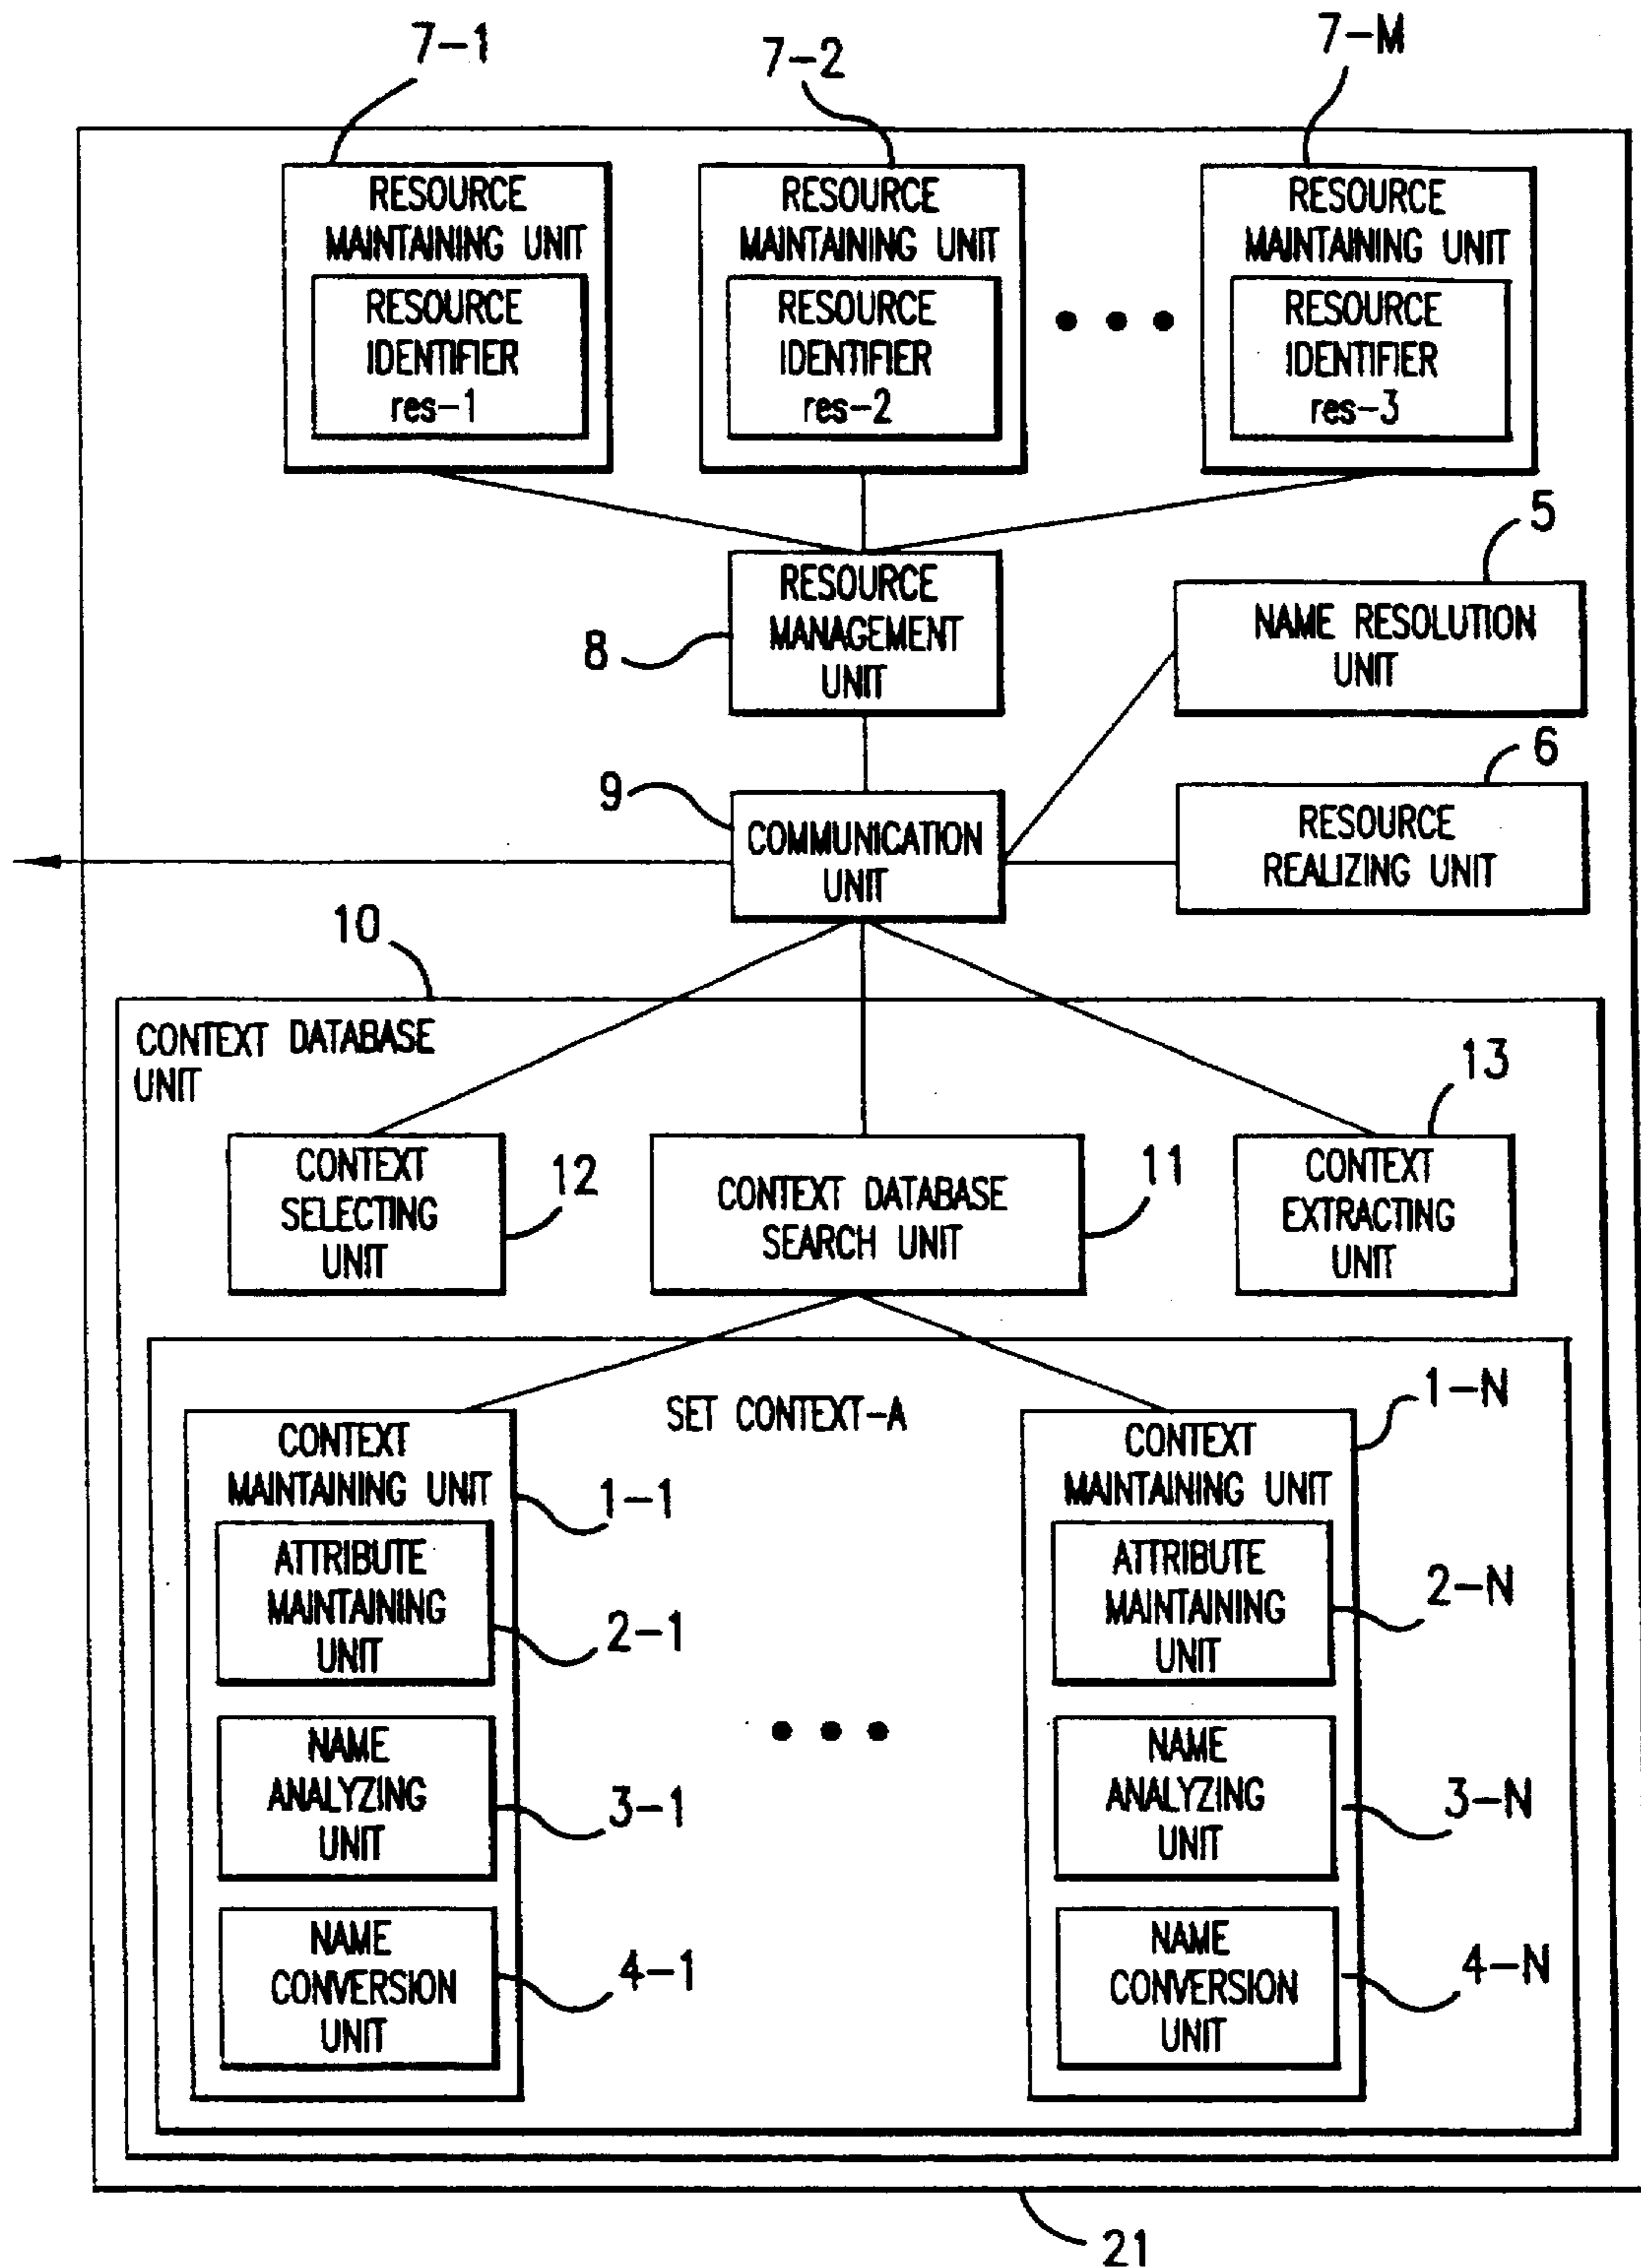 7-1
7-2
7-M
RESOURCE
MAINTAINING UNIT
RESOURCE
IDENTIFIER
res-1
RESOURCE
MAINTAINING UNIT
RESOURCE
IDENTIFIER
res-2
RESOURCE
MAINTAINING UNIT
RESOURCE
IDENTIFIER
res-3
RESOURCE
MANAGEMENT
UNIT
8
5
NAME RESOLUTION
UNIT
6
RESOURCE
REALIZING UNIT
9
COMMUNICATION
UNIT
10
CONTEXT DATABASE
UNIT
CONTEXT
SELECTING
UNIT
12
CONTEXT DATABASE
SEARCH UNIT
11
13
CONTEXT
EXTRACTING
UNIT
SET CONTEXT-A
CONTEXT
MAINTAINING UNIT
1-1
ATTRIBUTE
MAINTAINING
UNIT
2-1
NAME
ANALYZING
UNIT
3-1
NAME
CONVERSION
UNIT
4-1
CONTEXT
MAINTAINING UNIT
1-N
ATTRIBUTE
MAINTAINING
UNIT
2-N
NAME
ANALYZING
UNIT
3-N
NAME
CONVERSION
UNIT
4-N
21